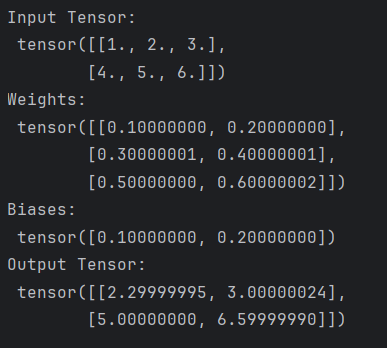 Input Tensor:
 tensor([[1., 2., 3.],
        [4., 5., 6.]])
Weights:
 tensor([[0.10000000, 0.20000000],
        [0.30000001, 0.40000001],
        [0.50000000, 0.60000002]])
Biases:
 tensor([0.10000000, 0.20000000])
Output Tensor:
 tensor([[2.29999995, 3.00000024],
        [5.00000000, 6.59999990]])